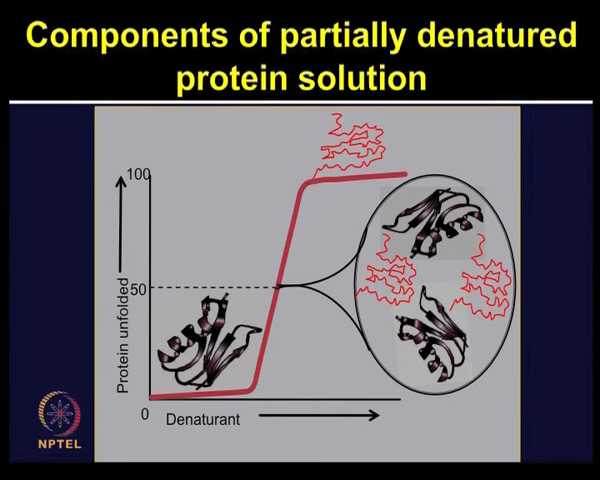 Components of partially denatured
protein solution
100
50
Protein unfolded
0
Denaturant
NPTEL